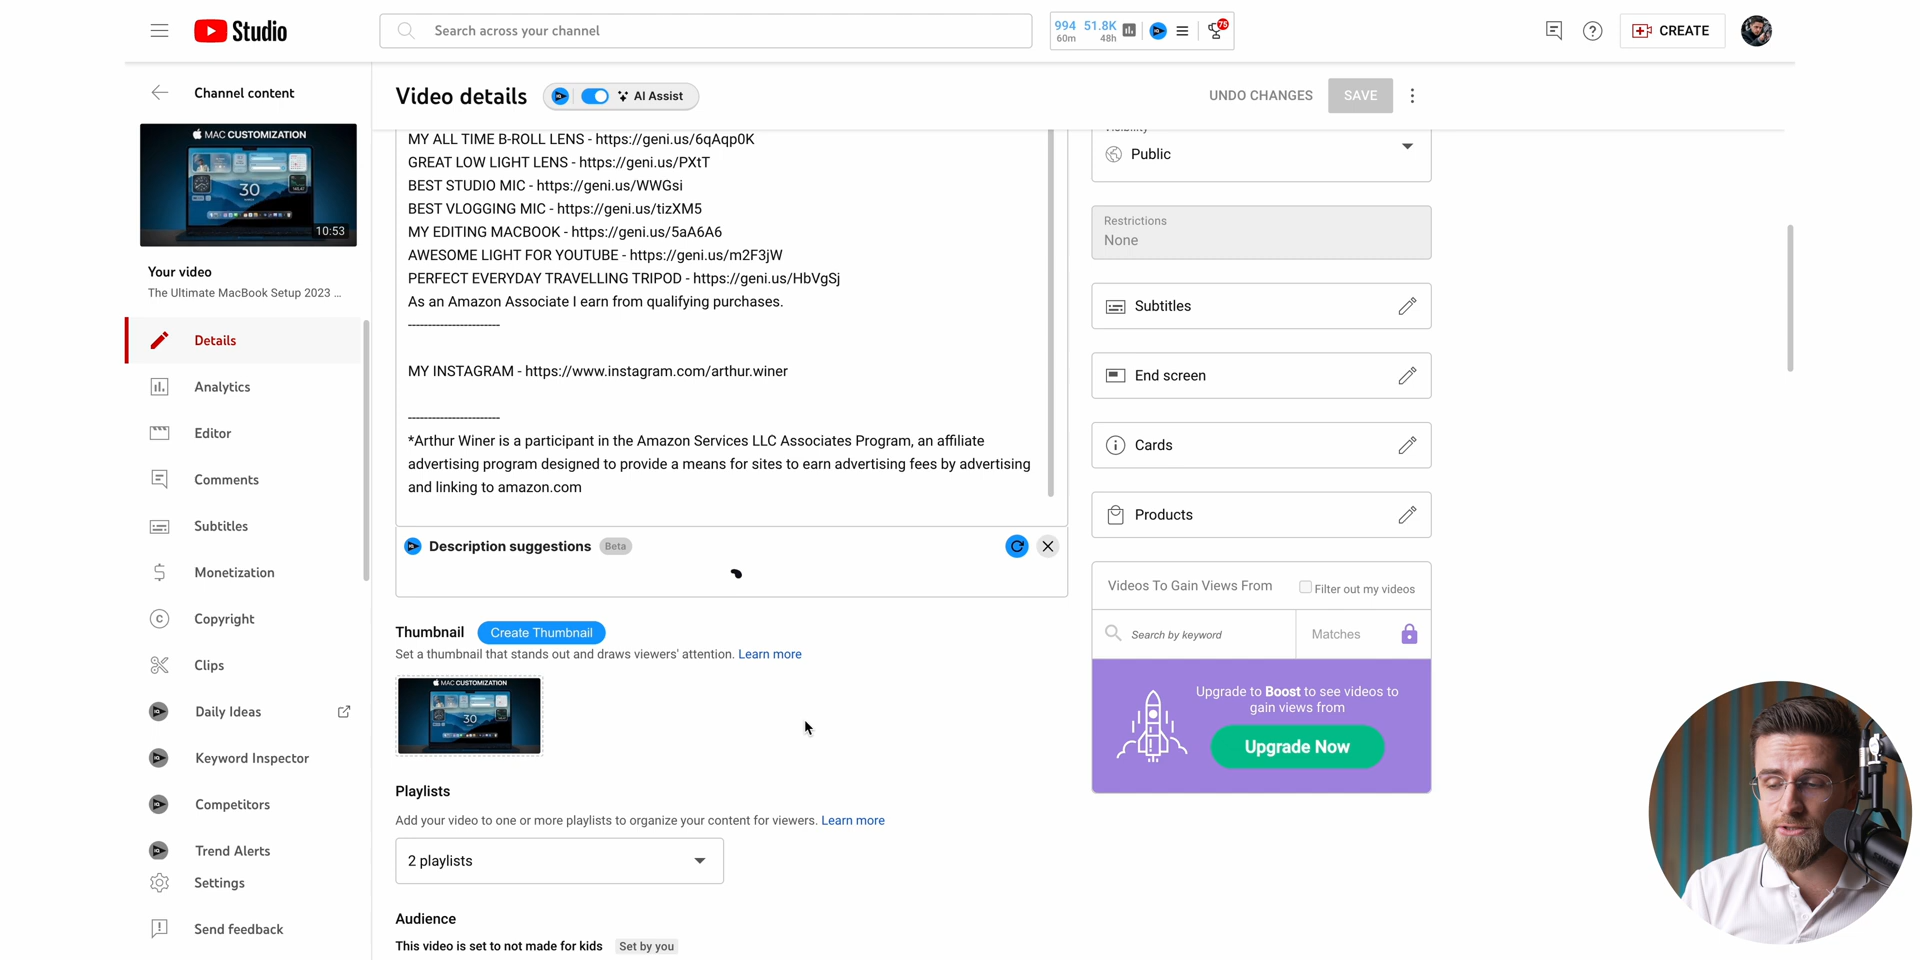 Studio
Search across your channel
994 51.8K
60m 48h
75
CREATE
Channel content
Video details
AI Assist
UNDO CHANGES
SAVE
MAC CUSTOMIZATION
30
10:53
Your video
The Ultimate MacBook Setup 2023 ...
Details
Analytics
Editor
Comments
Subtitles
Monetization
Copyright
Clips
Daily Ideas
Keyword Inspector
Competitors
Trend Alerts
Settings
Send feedback
MY ALL TIME B-ROLL LENS - https://geni.us/6qAqp0K
GREAT LOW LIGHT LENS - https://geni.us/PXtT
BEST STUDIO MIC - https://geni.us/WWGsi
BEST VLOGGING MIC - https://geni.us/tizXM5
MY EDITING MACBOOK - https://geni.us/5aA6A6
AWESOME LIGHT FOR YOUTUBE - https://geni.us/m2F3jW
PERFECT EVERYDAY TRAVELLING TRIPOD - https://geni.us/HbVgSj
As an Amazon Associate I earn from qualifying purchases.
-----------------------
MY INSTAGRAM - https://www.instagram.com/arthur.winer
-----------------------
*Arthur Winer is a participant in the Amazon Services LLC Associates Program, an affiliate
advertising program designed to provide a means for sites to earn advertising fees by advertising
and linking to amazon.com
Description suggestions Beta
Thumbnail Create Thumbnail
Set a thumbnail that stands out and draws viewers' attention. Learn more
MAC CUSTOMIZATION
30
Playlists
Add your video to one or more playlists to organize your content for viewers. Learn more
2 playlists
Audience
This video is set to not made for kids Set by you
Visibility
Public
Restrictions
None
Subtitles
End screen
Cards
Products
Videos To Gain Views From
Filter out my videos
Search by keyword
Matches
Upgrade to Boost to see videos to
gain views from
Upgrade Now